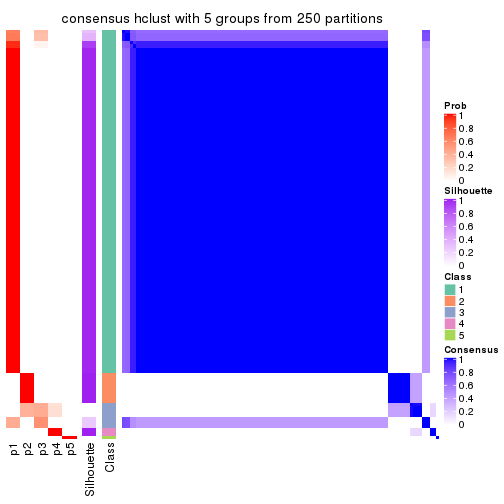 consensus hclust with 5 groups from 250 partitions
Prob
1
0.8
0.6
0.4
0.2
0
Silhouette
1
0.8
0.6
0.4
0.2
0
Class
1
2
3
4
5
Consensus
1
0.8
0.6
0.4
0.2
0
p1
p2
p3
p4
p5
Silhouette
Class